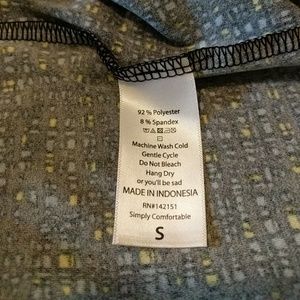 92 % Polyester
8 % Spandex
Machine Wash Cold
Gentle Cycle
Do Not Bleach
Hang Dry
or you'll be sad
MADE IN INDONESIA
RN#142151
Simply Comfortable
S